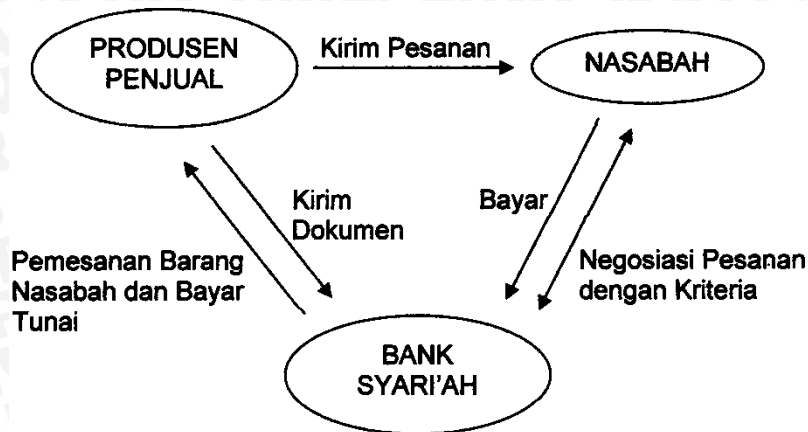 PRODUSEN
PENJUAL
Kirim Pesanan
NASABAH
Kirim
Dokumen
Bayar
Pemesanan Barang
Nasabah dan Bayar
Tunai
Negosiasi Pesanan
dengan Kriteria
BANK
SYARI'AH